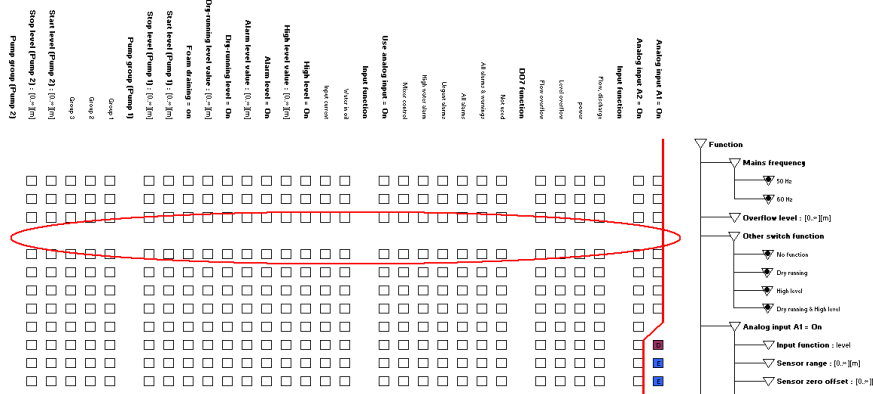 Pump group (Pump 2)
Stop level (Pump 2) : [0..∞][m]
Start level (Pump 2) : [0..∞][m]
Group 3
Group 2
Group 1
Pump group (Pump 1)
Stop level (Pump 1) : [0..∞][m]
Start level (Pump 1) : [0..∞][m]
Foam draining = on
Dry-running level value : [0..∞][m]
Dry-running level = On
Alarm level value : [0..∞][m]
Alarm level = On
High level value : [0..∞][m]
High level = On
Input current
Water in oil
Input function
Use analog input = On
Mixer control
High water alarm
Urgent alarms
All alarms
All alarms & warnings
Not used
DO7 function
Flow overflow
Level overflow
power
Flow, discharge
Input function
Analog input A2 = On
Analog input A1 = On
Function
Mains frequency
50 Hz
60 Hz
Overflow level : [0..∞][m]
Other switch function
No function
Dry running
High level
Dry running & High level
Analog input A1 = On
Input function : level
Sensor range : [0..∞][m]
Sensor zero offset : [0..∞][
D
E
E